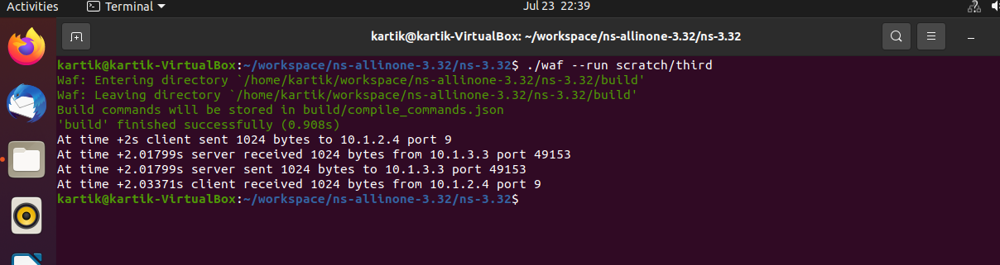 Activities Terminal Jul 23 22:39
kartik@kartik-VirtualBox: ~/workspace/ns-allinone-3.32/ns-3.32
kartik@kartik-VirtualBox:~/workspace/ns-allinone-3.32/ns-3.32$ ./waf --run scratch/third
Waf: Entering directory `/home/kartik/workspace/ns-allinone-3.32/ns-3.32/build'
Waf: Leaving directory `/home/kartik/workspace/ns-allinone-3.32/ns-3.32/build'
Build commands will be stored in build/compile_commands.json
'build' finished successfully (0.908s)
At time +2s client sent 1024 bytes to 10.1.2.4 port 9
At time +2.01799s server received 1024 bytes from 10.1.3.3 port 49153
At time +2.01799s server sent 1024 bytes to 10.1.3.3 port 49153
At time +2.03371s client received 1024 bytes from 10.1.2.4 port 9
kartik@kartik-VirtualBox:~/workspace/ns-allinone-3.32/ns-3.32$